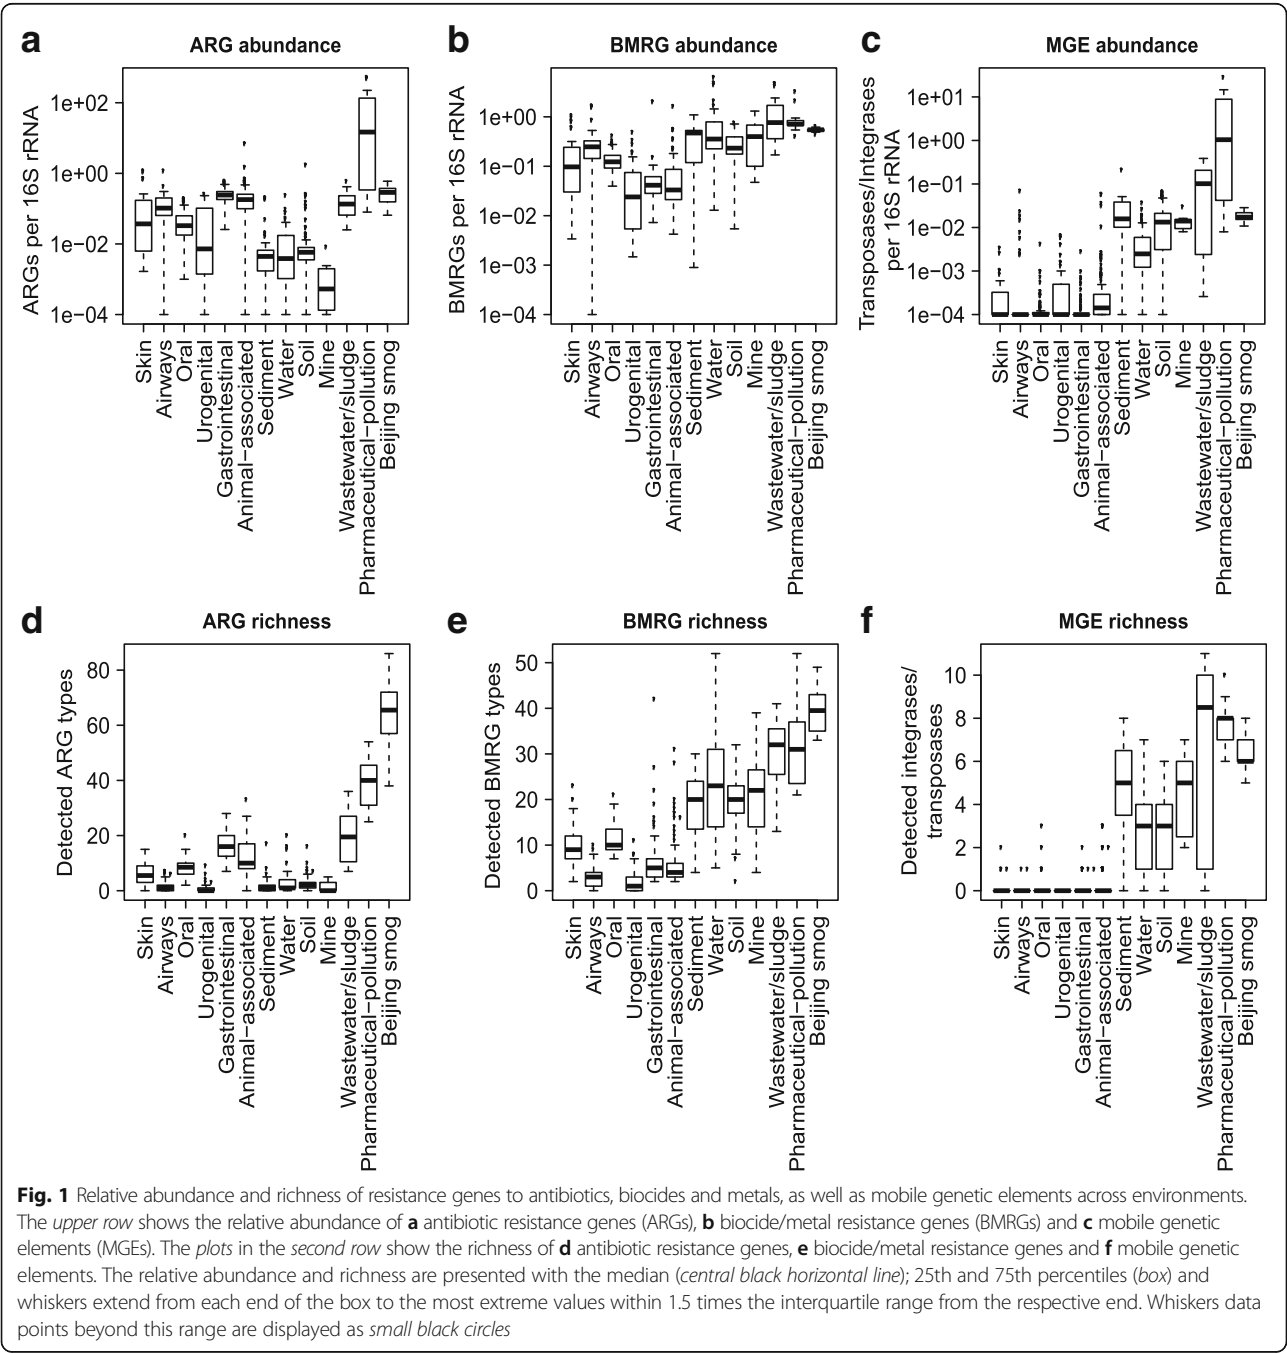 a
ARG abundance
ARGs per 16S rRNA
1e+02
1e+00
1e−02
1e−04
Skin
Airways
Oral
Urogenital
Gastrointestinal
Animal−associated
Sediment
Water
Soil
Mine
Wastewater/sludge
Pharmaceutical−pollution
Beijing smog
b
BMRG abundance
BMRGs per 16S rRNA
1e+00
1e−01
1e−02
1e−03
1e−04
Skin
Airways
Oral
Urogenital
Gastrointestinal
Animal−associated
Sediment
Water
Soil
Mine
Wastewater/sludge
Pharmaceutical−pollution
Beijing smog
c
MGE abundance
Transposases/Integrases
per 16S rRNA
1e+01
1e+00
1e−01
1e−02
1e−03
1e−04
Skin
Airways
Oral
Urogenital
Gastrointestinal
Animal−associated
Sediment
Water
Soil
Mine
Wastewater/sludge
Pharmaceutical−pollution
Beijing smog
d
ARG richness
Detected ARG types
80
60
40
20
0
Skin
Airways
Oral
Urogenital
Gastrointestinal
Animal−associated
Sediment
Water
Soil
Mine
Wastewater/sludge
Pharmaceutical−pollution
Beijing smog
e
BMRG richness
Detected BMRG types
50
40
30
20
10
0
Skin
Airways
Oral
Urogenital
Gastrointestinal
Animal−associated
Sediment
Water
Soil
Mine
Wastewater/sludge
Pharmaceutical−pollution
Beijing smog
f
MGE richness
Detected integrases/
transposases
10
8
6
4
2
0
Skin
Airways
Oral
Urogenital
Gastrointestinal
Animal−associated
Sediment
Water
Soil
Mine
Wastewater/sludge
Pharmaceutical−pollution
Beijing smog
Fig. 1 Relative abundance and richness of resistance genes to antibiotics, biocides and metals, as well as mobile genetic elements across environments.
The upper row shows the relative abundance of a antibiotic resistance genes (ARGs), b biocide/metal resistance genes (BMRGs) and c mobile genetic
elements (MGEs). The plots in the second row show the richness of d antibiotic resistance genes, e biocide/metal resistance genes and f mobile genetic
elements. The relative abundance and richness are presented with the median (central black horizontal line); 25th and 75th percentiles (box) and
whiskers extend from each end of the box to the most extreme values within 1.5 times the interquartile range from the respective end. Whiskers data
points beyond this range are displayed as small black circles